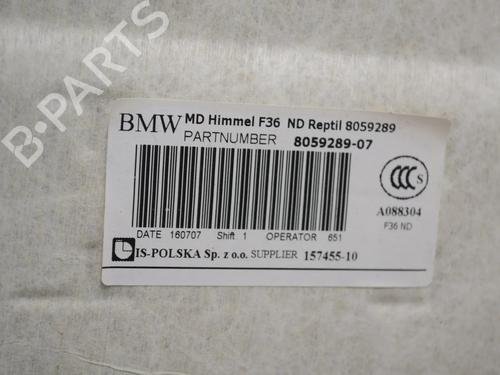 B-PARTS
BMW MD Himmel F36 ND Reptil 8059289
PARTNUMBER 8059289-07
CCC S
A088304
F36 ND
DATE 160707 Shift 1 OPERATOR 651
IS-POLSKA Sp. z o.o. SUPPLIER 157455-10